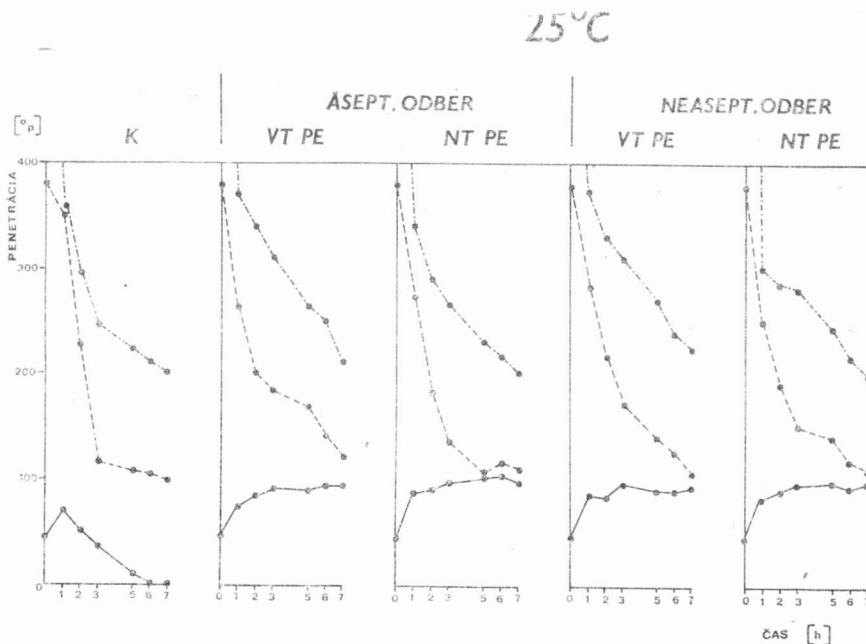 25°C
ÅSEPT. ODBER NEASEPT. ODBER
[°p] K VT PE NT PE VT PE NT PE
PENETRÁCIA
400
300
200
100
0
1 2 3 5 6 7 0 1 2 3 5 6 7 0 1 2 3 5 6 7 0 1 2 3 5 6 7 0 1 2 3 5 6 7
ČAS [h]